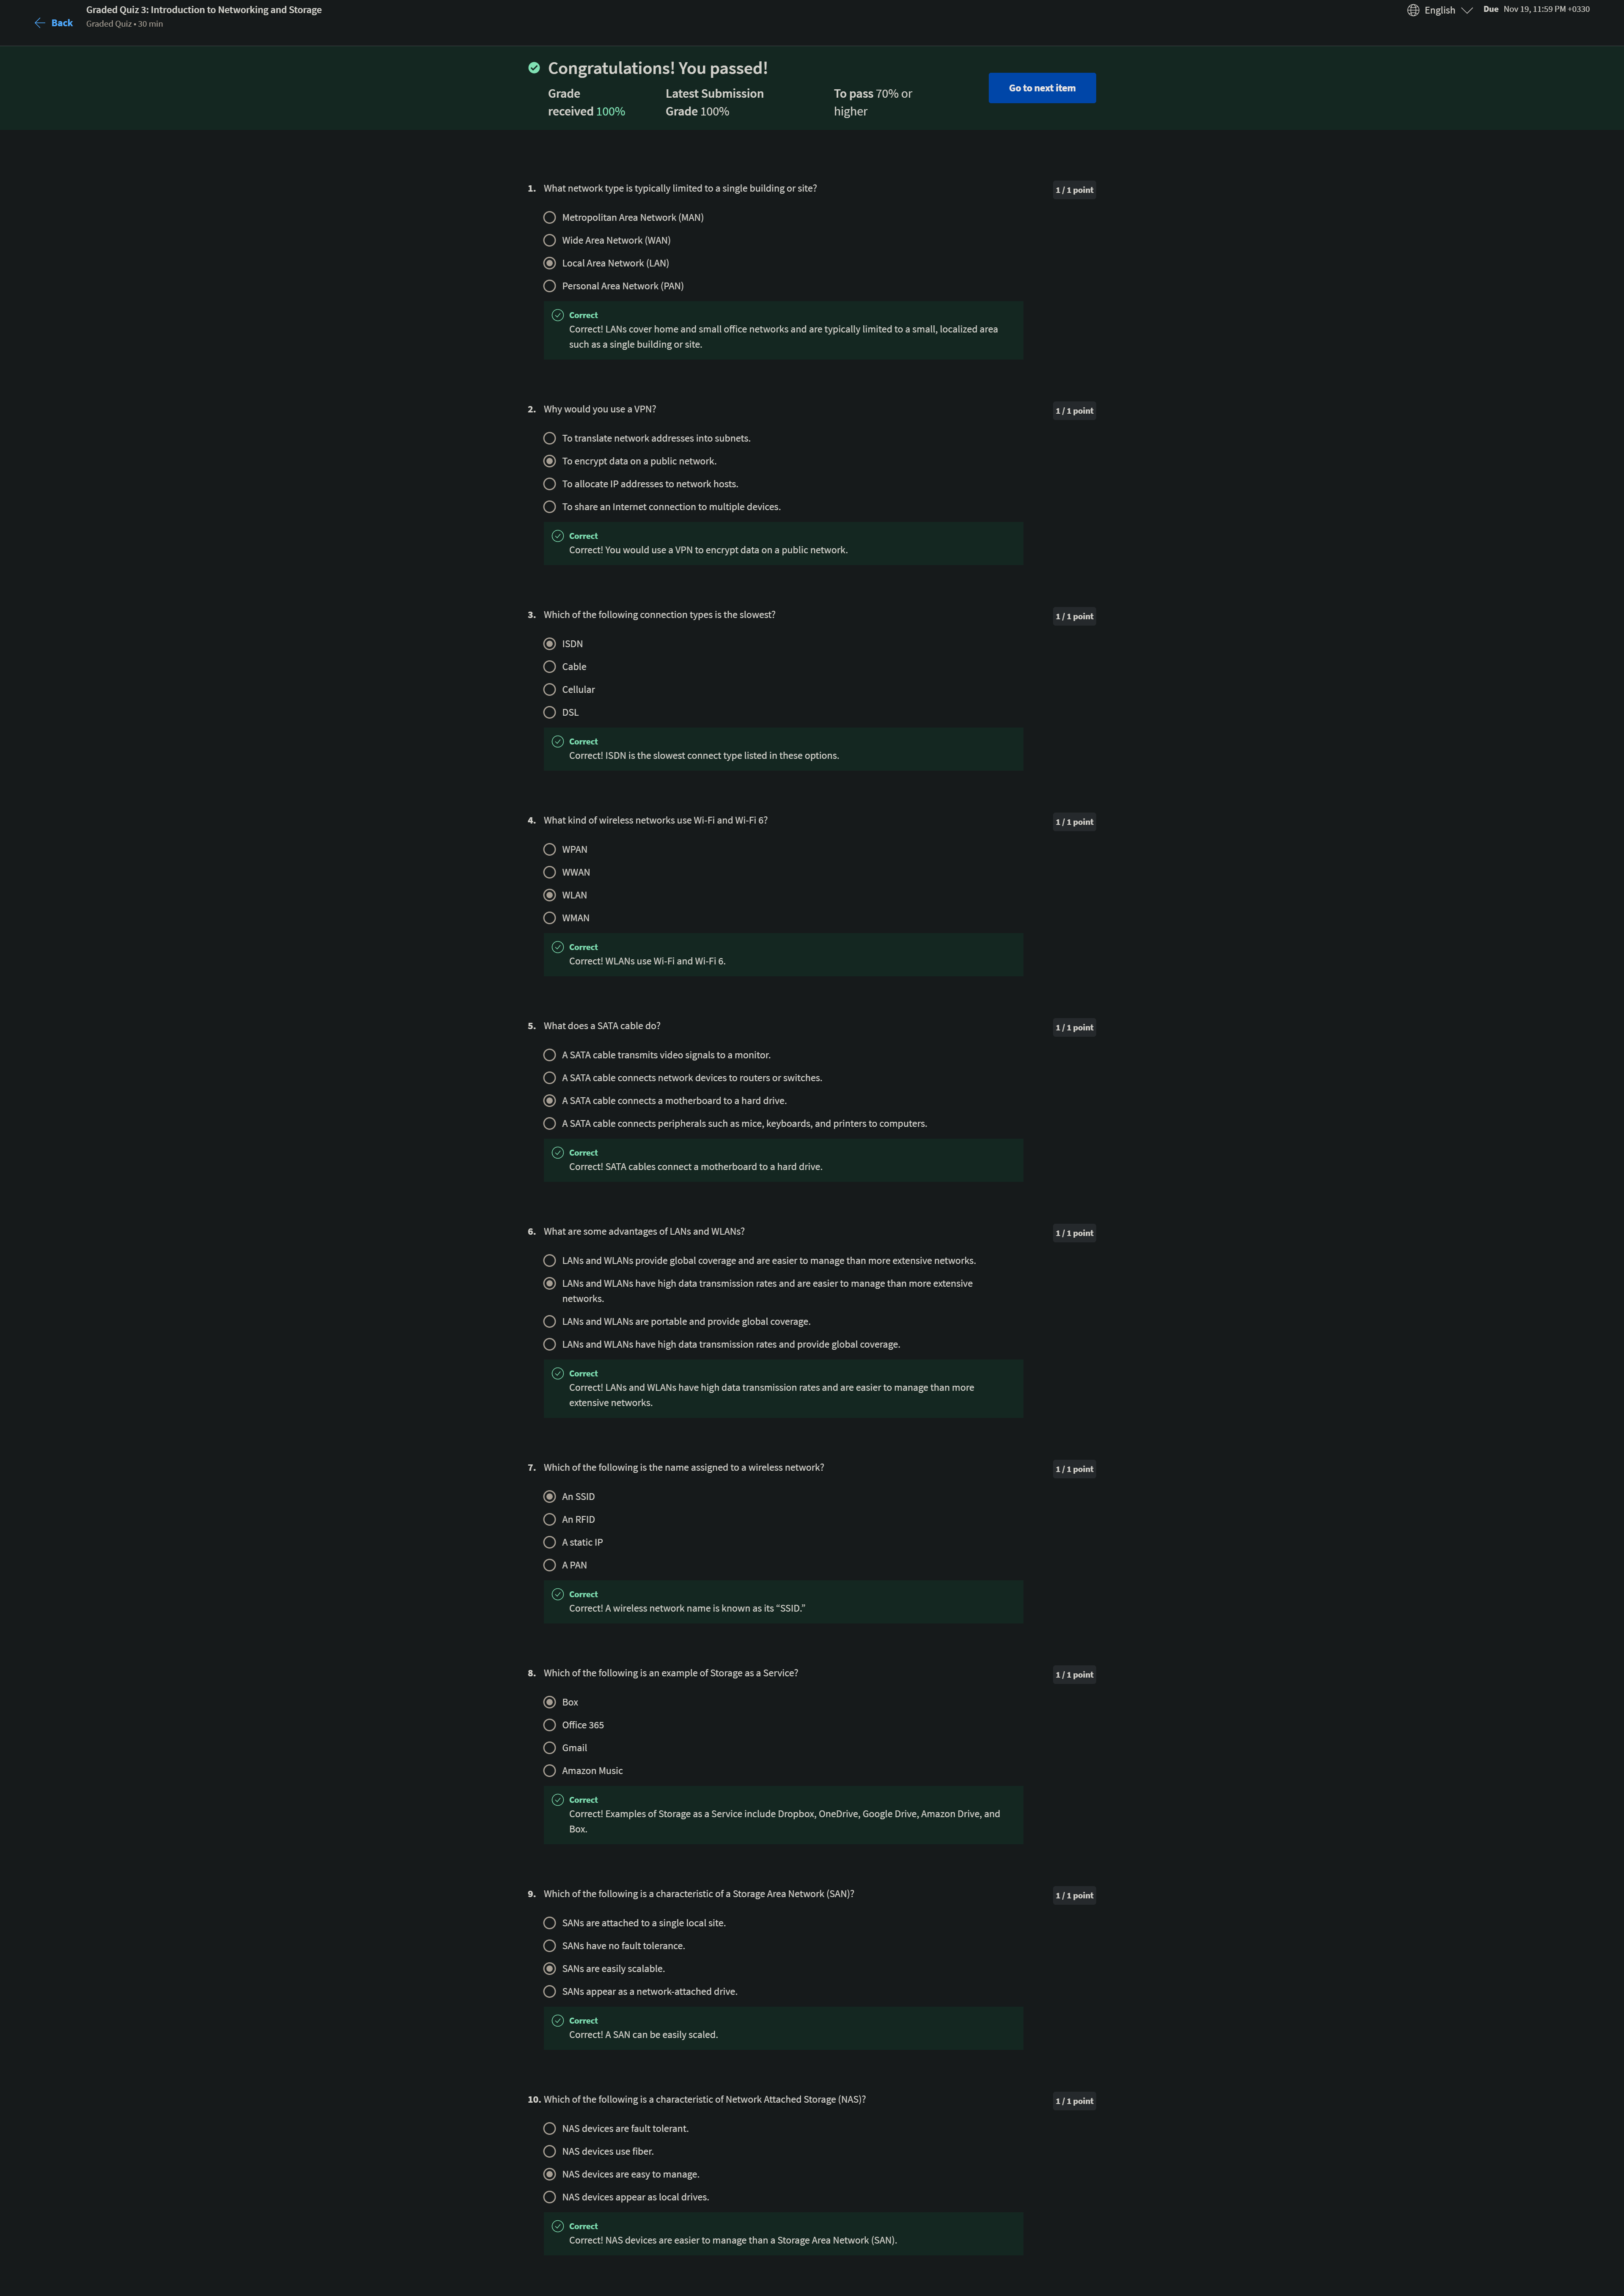 Back
Graded Quiz 3: Introduction to Networking and Storage
Graded Quiz • 30 min
English
Due Nov 19, 11:59 PM +0330
Congratulations! You passed!
Grade
received 100%
Latest Submission
Grade 100%
To pass 70% or
higher
Go to next item
1. What network type is typically limited to a single building or site?
1 / 1 point
Metropolitan Area Network (MAN)
Wide Area Network (WAN)
Local Area Network (LAN)
Personal Area Network (PAN)
Correct
Correct! LANs cover home and small office networks and are typically limited to a small, localized area
such as a single building or site.
2. Why would you use a VPN?
1 / 1 point
To translate network addresses into subnets.
To encrypt data on a public network.
To allocate IP addresses to network hosts.
To share an Internet connection to multiple devices.
Correct
Correct! You would use a VPN to encrypt data on a public network.
3. Which of the following connection types is the slowest?
1 / 1 point
ISDN
Cable
Cellular
DSL
Correct
Correct! ISDN is the slowest connect type listed in these options.
4. What kind of wireless networks use Wi-Fi and Wi-Fi 6?
1 / 1 point
WPAN
WWAN
WLAN
WMAN
Correct
Correct! WLANs use Wi-Fi and Wi-Fi 6.
5. What does a SATA cable do?
1 / 1 point
A SATA cable transmits video signals to a monitor.
A SATA cable connects network devices to routers or switches.
A SATA cable connects a motherboard to a hard drive.
A SATA cable connects peripherals such as mice, keyboards, and printers to computers.
Correct
Correct! SATA cables connect a motherboard to a hard drive.
6. What are some advantages of LANs and WLANs?
1 / 1 point
LANs and WLANs provide global coverage and are easier to manage than more extensive networks.
LANs and WLANs have high data transmission rates and are easier to manage than more extensive
networks.
LANs and WLANs are portable and provide global coverage.
LANs and WLANs have high data transmission rates and provide global coverage.
Correct
Correct! LANs and WLANs have high data transmission rates and are easier to manage than more
extensive networks.
7. Which of the following is the name assigned to a wireless network?
1 / 1 point
An SSID
An RFID
A static IP
A PAN
Correct
Correct! A wireless network name is known as its “SSID.”
8. Which of the following is an example of Storage as a Service?
1 / 1 point
Box
Office 365
Gmail
Amazon Music
Correct
Correct! Examples of Storage as a Service include Dropbox, OneDrive, Google Drive, Amazon Drive, and
Box.
9. Which of the following is a characteristic of a Storage Area Network (SAN)?
1 / 1 point
SANs are attached to a single local site.
SANs have no fault tolerance.
SANs are easily scalable.
SANs appear as a network-attached drive.
Correct
Correct! A SAN can be easily scaled.
10. Which of the following is a characteristic of Network Attached Storage (NAS)?
1 / 1 point
NAS devices are fault tolerant.
NAS devices use fiber.
NAS devices are easy to manage.
NAS devices appear as local drives.
Correct
Correct! NAS devices are easier to manage than a Storage Area Network (SAN).